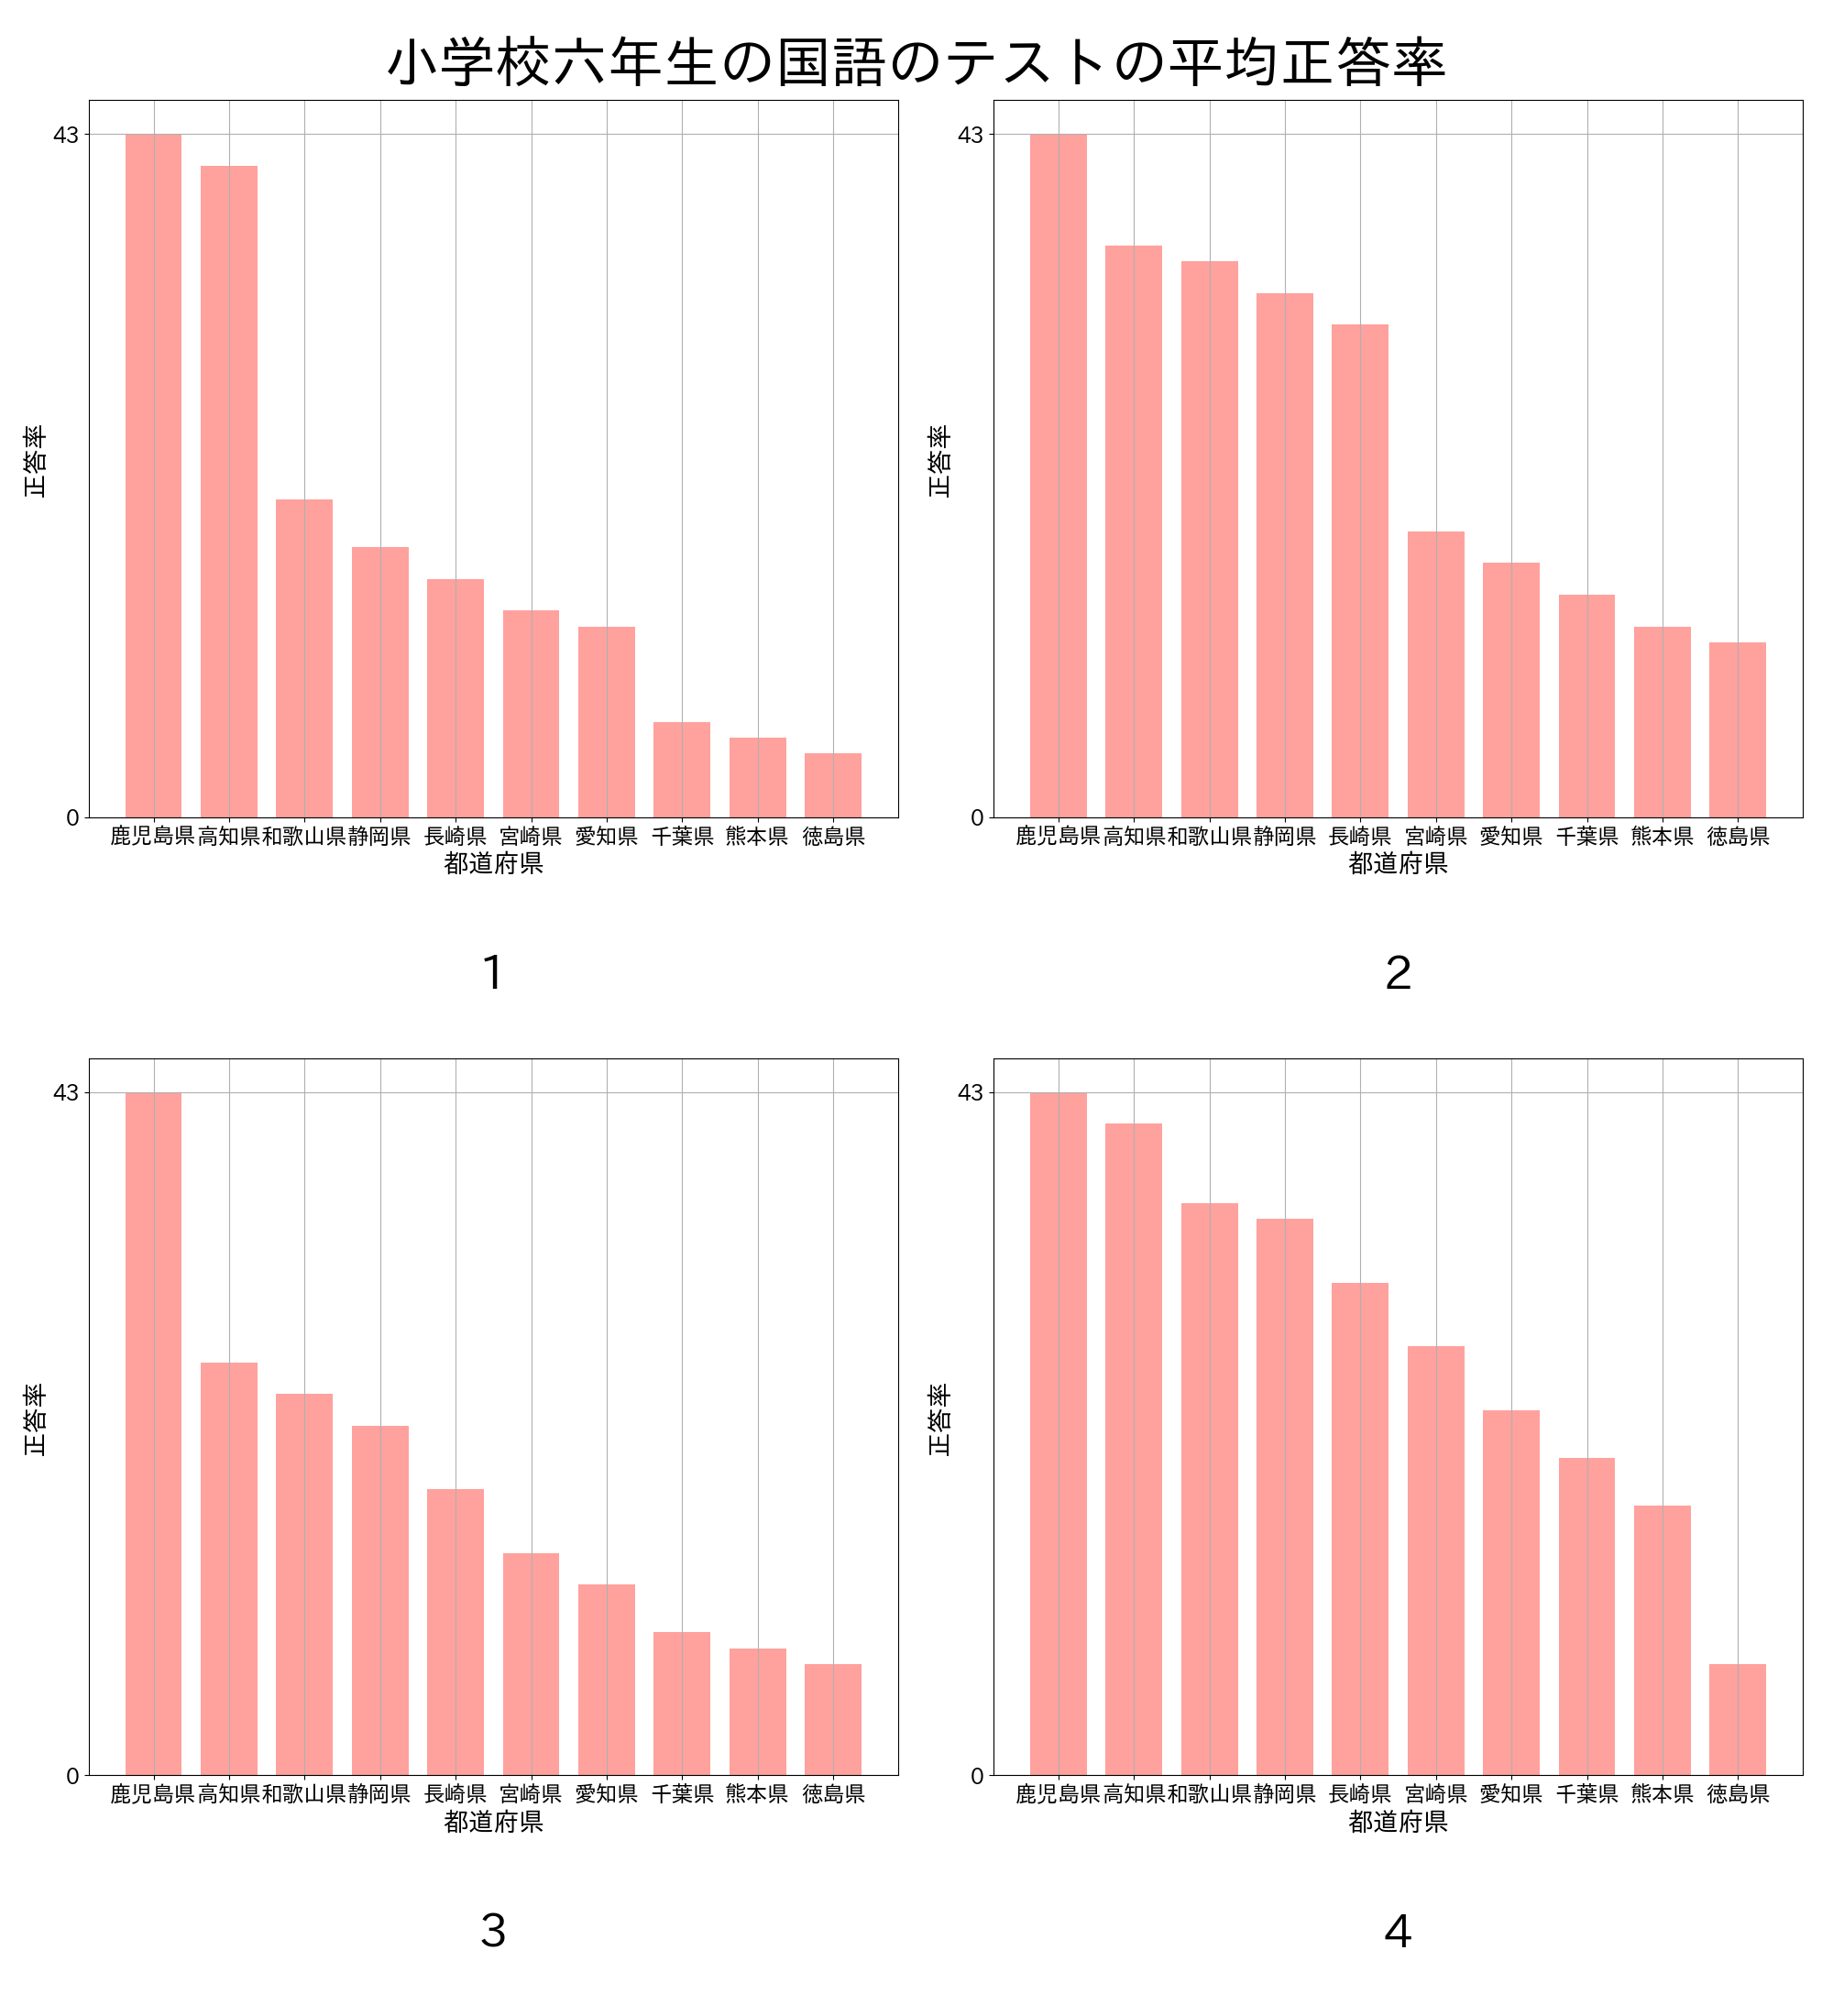 小学校六年生の国語のテストの平均正答率
43
正答率
0
鹿児島県 高知県 和歌山県 静岡県 長崎県 宮崎県 愛知県 千葉県 熊本県 徳島県
都道府県
1
43
正答率
0
鹿児島県 高知県 和歌山県 静岡県 長崎県 宮崎県 愛知県 千葉県 熊本県 徳島県
都道府県
2
43
正答率
0
鹿児島県 高知県 和歌山県 静岡県 長崎県 宮崎県 愛知県 千葉県 熊本県 徳島県
都道府県
3
43
正答率
0
鹿児島県 高知県 和歌山県 静岡県 長崎県 宮崎県 愛知県 千葉県 熊本県 徳島県
都道府県
4